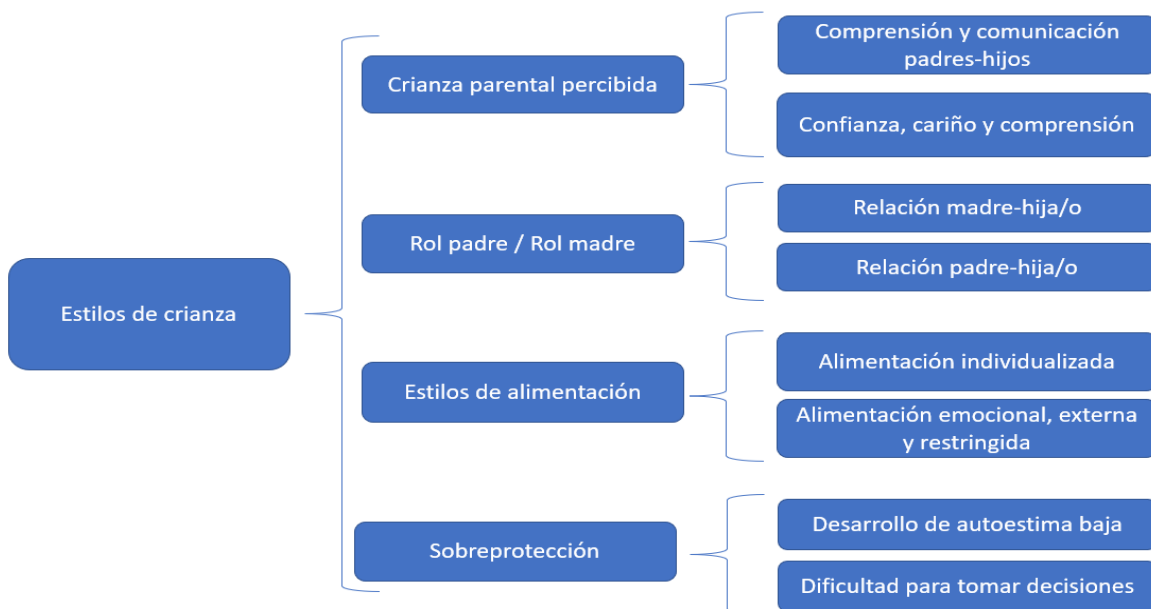 Estilos de crianza
Crianza parental percibida
Comprensión y comunicación
padres-hijos
Confianza, cariño y comprensión
Rol padre / Rol madre
Relación madre-hija/o
Relación padre-hija/o
Estilos de alimentación
Alimentación individualizada
Alimentación emocional, externa
y restringida
Sobreprotección
Desarrollo de autoestima baja
Dificultad para tomar decisiones